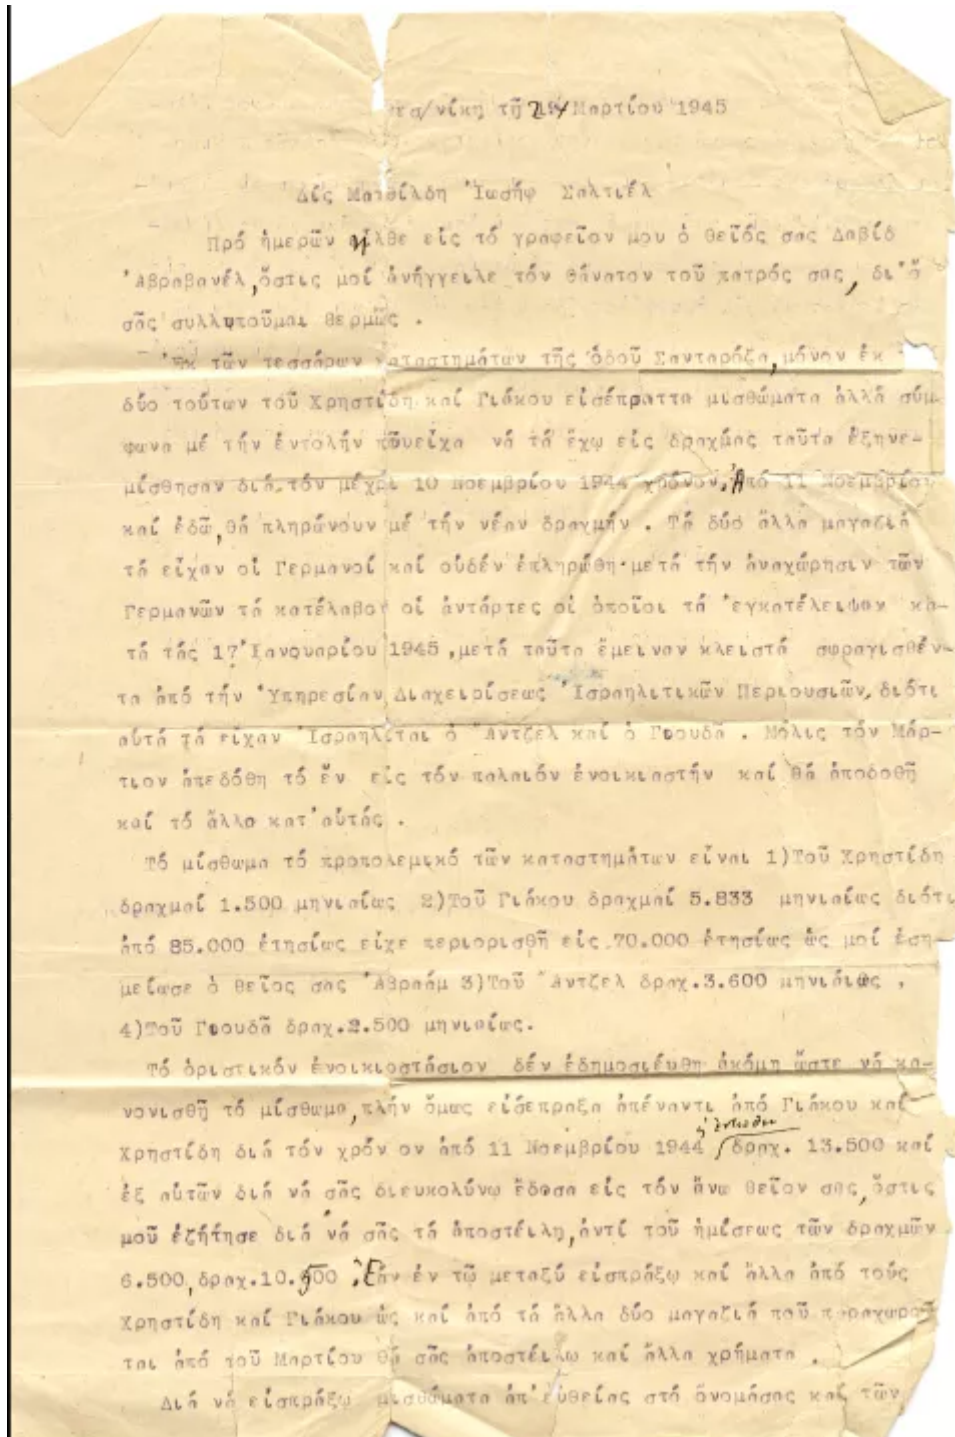 νίκη τῇ Μαρτίου 1945
Δίς Ματθίλδη Ἰωσήφ Σαλτιέλ
Πρό ἡμερῶν ἦλθε εἰς τό γραφεῖον μου ὁ θεῖός σας Δαβίδ
Ἀβραβανέλ, ὅστις μοί ἀνήγγειλε τόν θάνατον τοῦ πατρός σας, δι'ὅ
σᾶς συλλυποῦμαι θερμῶς .
Ἐκ τῶν τεσσάρων καταστημάτων τῆς ὁδοῦ Σανταρόζα, μόνον ἐκ
δύο τούτων τοῦ Χρηστίδη καί Γιάκου εἰσέπραττα μισθώματα ἀλλά σύμ-
φωνα μέ τήν ἐντολήν πούειχα νά τά ἔχῳ εἰς δραχμάς ταῦτα ἐξηνε-
μίσθησαν διά τόν μέχρι 10 Νοεμβρίου 1944 χρόνον. Ἀπό 11 Νοεμβρίου
καί ἐδῶ, θά πληρώνουν μέ τήν νέαν δραχμήν . Τά δύο ἄλλα μαγαζιά
τά εἶχαν οἱ Γερμανοί καί οὐδέν ἐπληρώθη· μετά τήν ἀναχώρησιν τῶν
Γερμανῶν τά κατέλαβον οἱ ἀντάρτες οἱ ὁποῖοι τά ἐγκατέλειψαν κα-
τά τάς 17 Ἰανουαρίου 1945 , μετά ταῦτα ἔμειναν κλειστά σφραγισθέν-
τα ἀπό τήν Ὑπηρεσίαν Διαχειρίσεως Ἰσραηλιτικῶν Περιουσιῶν, διότι
αὐτά τά εἶχαν Ἰσραηλῖται ὁ Ἄντζελ καί ὁ Γεουδᾶ . Μόλις τόν Μάρ-
τιον ἀπεδόθη τό ἕν εἰς τόν παλαιόν ἐνοικιαστήν καί θά ἀποδοθῇ
καί τό ἄλλο κατ'αὐτάς .
Τό μίσθωμα τό προπολεμικό τῶν καταστημάτων εἶναι 1)Τοῦ Χρηστίδη
δραχμαί 1.500 μηνιαίως 2)Τοῦ Γιάκου δραχμαί 5.833 μηνιαίως διότι
ἀπό 85.000 ἐτησίως εἶχε περιορισθῆ εἰς 70.000 ἐτησίως ὡς μοί ἐση-
μείωσε ὁ θεῖος σας Ἀβραάμ 3)Τοῦ Ἄντζελ δραχ.3.600 μηνιαίως ,
4)Τοῦ Γεουδᾶ δραχ.2.500 μηνιαίως.
Τό ὁριστικόν ἐνοικιοστάσιον δέν ἐδημοσιεύθη ἀκόμη ὥστε νά κα-
νονισθῇ τό μίσθωμα, πλήν ὅμως εἰσέπραξα ἀπέναντι ἀπό Γιάκου καί
Χρηστίδη διά τόν χρόν ον ἀπό 11 Νοεμβρίου 1944 δραχ. 13.500 καί
ἐξ αὐτῶν διά νά σᾶς διευκολύνω ἔδωσα εἰς τόν ἄνω θεῖον σας, ὅστις
μοῦ ἐζήτησε διά νά σᾶς τά ἀποστείλη, ἀντί τοῦ ἡμίσεως τῶν δραχμῶν
6.500, δραχ.10.500 . Ἐάν ἐν τῷ μεταξύ εἰσπράξω καί ἄλλα ἀπό τούς
Χρηστίδη καί Γιάκου ὡς καί ἀπό τά ἄλλα δύο μαγαζιά πού παραχωροῦ
ται ἀπό τοῦ Μαρτίου θά σᾶς ἀποστείλω καί ἄλλα χρήματα .
Διά νά εἰσπράξω μισθώματα ἀπ'εὐθείας στό ὄνομάσας καί τῶν